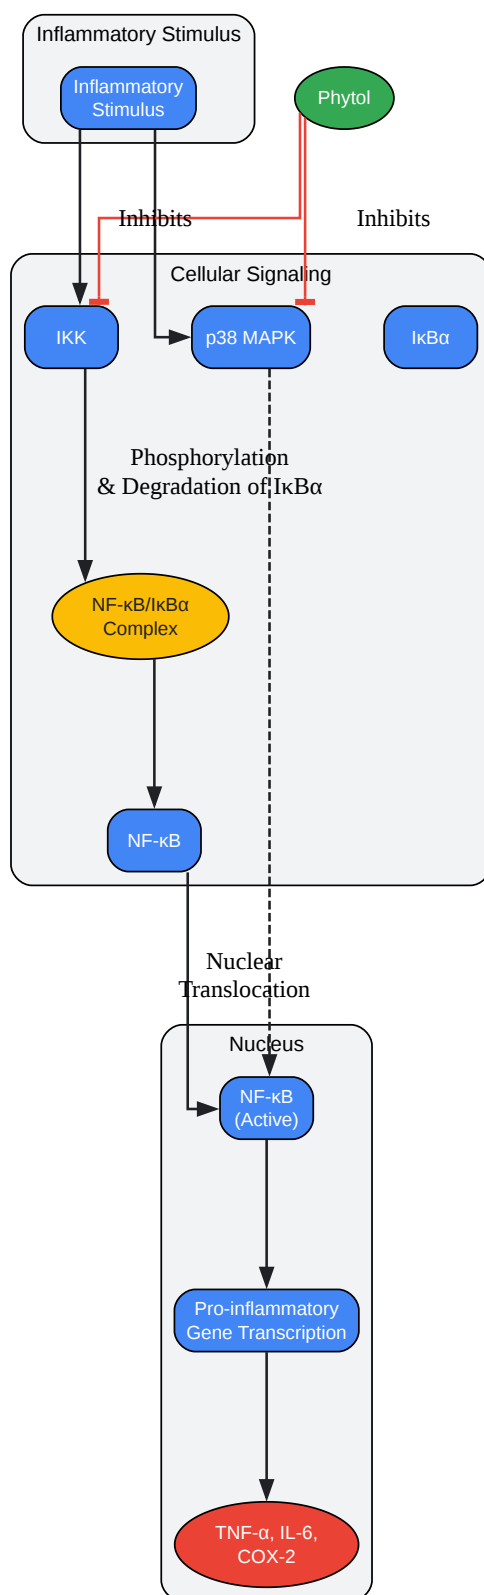 Inflammatory Stimulus
Inflammatory
Stimulus
Phytol
Inhibits
Inhibits
Cellular Signaling
IKK
p38 MAPK
IκBα
Phosphorylation
& Degradation of IκBα
NF-κB/IκBα
Complex
NF-κB
Nuclear
Translocation
Nucleus
NF-κB
(Active)
Pro-inflammatory
Gene Transcription
TNF-α, IL-6,
COX-2